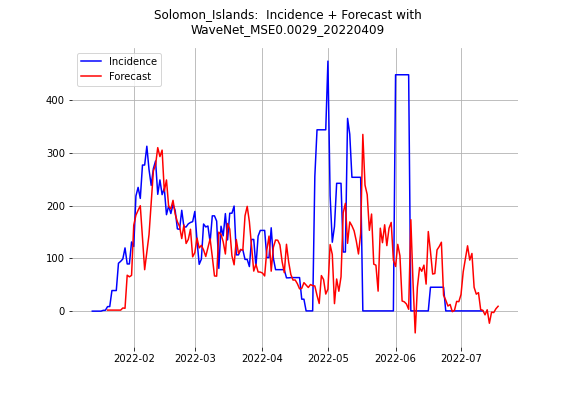 Solomon_Islands:  Incidence + Forecast with
WaveNet_MSE0.0029_20220409
Incidence
Forecast
400
300
200
100
0
2022-02 2022-03 2022-04 2022-05 2022-06 2022-07